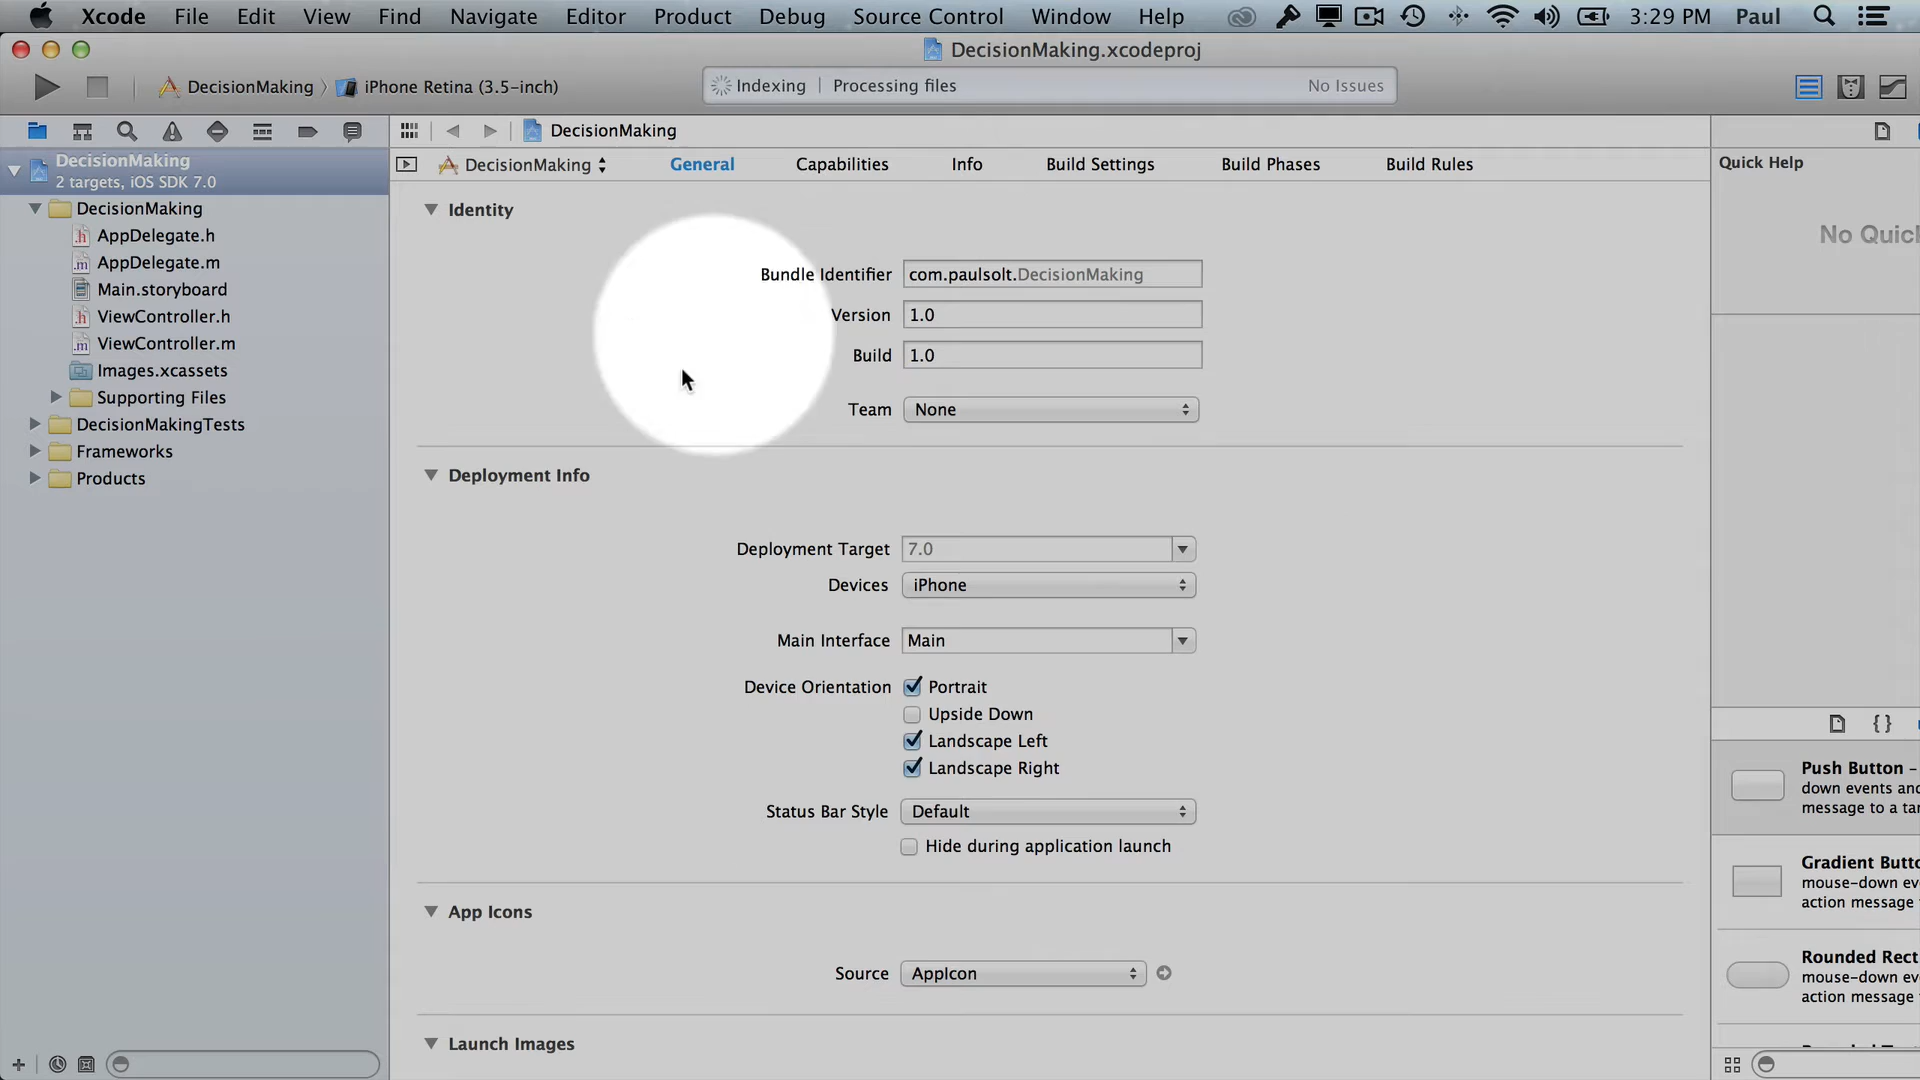 Xcode File Edit View Find Navigate Editor Product Debug Source Control Window Help 3:29 PM Paul
DecisionMaking.xcodeproj
DecisionMaking iPhone Retina (3.5-inch)
Indexing Processing files No Issues
DecisionMaking
2 targets, iOS SDK 7.0
DecisionMaking
AppDelegate.h
AppDelegate.m
Main.storyboard
ViewController.h
ViewController.m
Images.xcassets
Supporting Files
DecisionMakingTests
Frameworks
Products
DecisionMaking
DecisionMaking General Capabilities Info Build Settings Build Phases Build Rules
Identity
Bundle Identifier com.paulsolt.DecisionMaking
Version 1.0
Build 1.0
Team None
Deployment Info
Deployment Target 7.0
Devices iPhone
Main Interface Main
Device Orientation Portrait
Upside Down
Landscape Left
Landscape Right
Status Bar Style Default
Hide during application launch
App Icons
Source AppIcon
Launch Images
Quick Help
No Quic
Push Button –
down events and
message to a tar
Gradient Butto
mouse-down eve
action message
Rounded Rect
mouse-down eve
action message